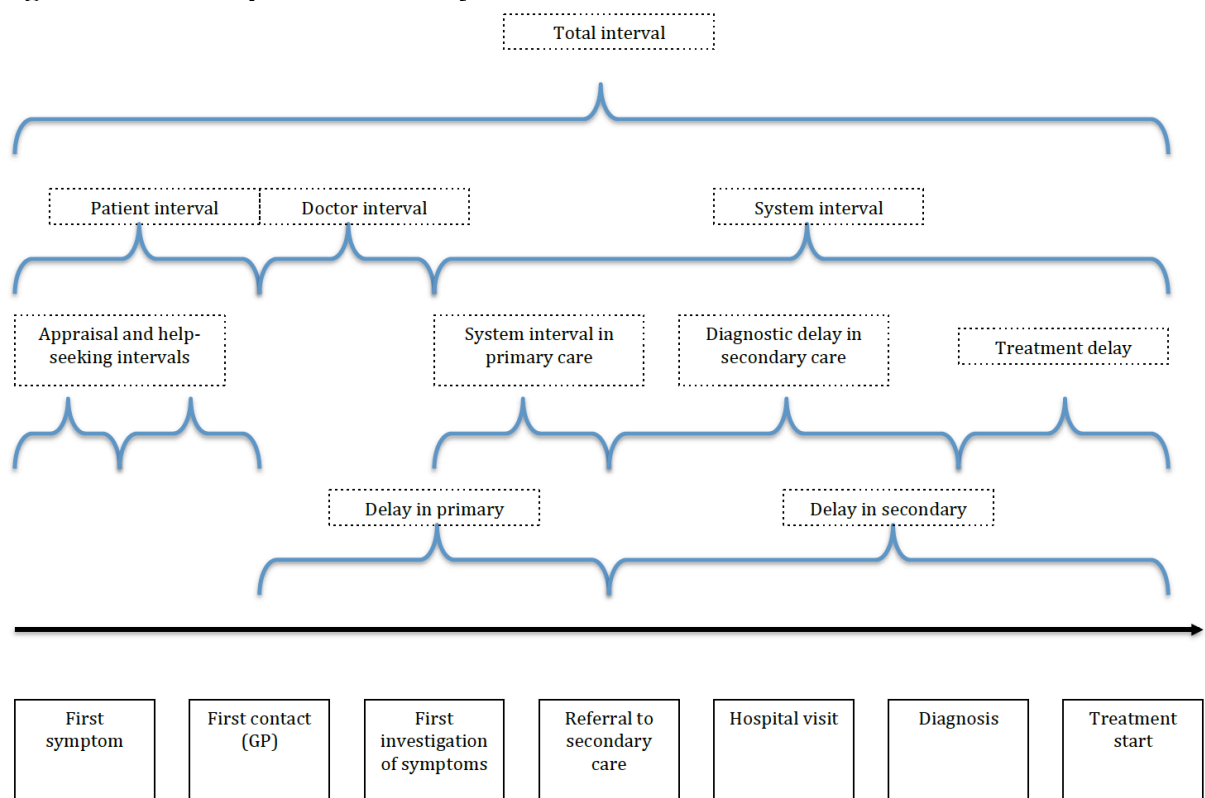 Total interval
Patient interval
Doctor interval
System interval
Appraisal and help-
seeking intervals
System interval in
primary care
Diagnostic delay in
secondary care
Treatment delay
Delay in primary
Delay in secondary
First
symptom
First contact
(GP)
First
investigation
of symptoms
Referral to
secondary
care
Hospital visit
Diagnosis
Treatment
start